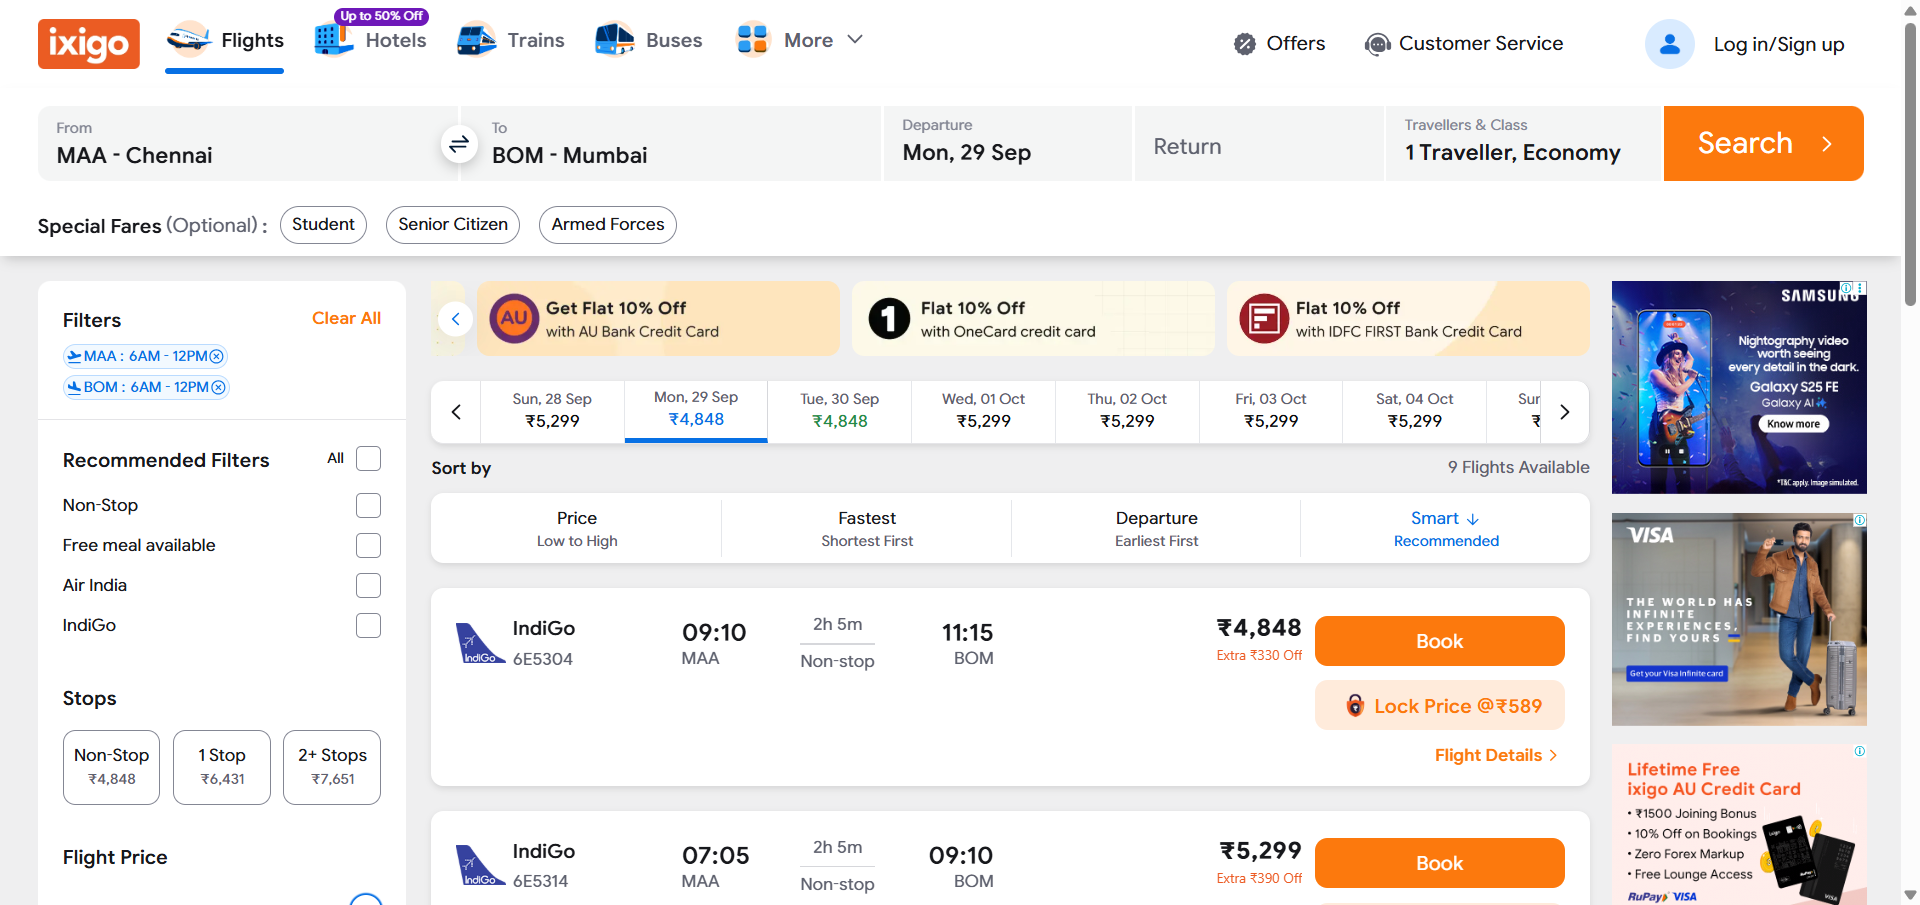 ixigo
Flights
Up to 50% Off
Hotels
Trains
Buses
More
Offers
Customer Service
Log in/Sign up
From
MAA - Chennai
To
BOM - Mumbai
Departure
Mon, 29 Sep
Return
Travellers & Class
1 Traveller, Economy
Search
Special Fares (Optional) :
Student
Senior Citizen
Armed Forces
Filters
Clear All
MAA : 6AM - 12PM
BOM : 6AM - 12PM
Recommended Filters
All
Non-Stop
Free meal available
Air India
IndiGo
Stops
Non-Stop
₹4,848
1 Stop
₹6,431
2+ Stops
₹7,651
Flight Price
AU
Get Flat 10% Off
with AU Bank Credit Card
1
Flat 10% Off
with OneCard credit card
Flat 10% Off
with IDFC FIRST Bank Credit Card
Sun, 28 Sep
₹5,299
Mon, 29 Sep
₹4,848
Tue, 30 Sep
₹4,848
Wed, 01 Oct
₹5,299
Thu, 02 Oct
₹5,299
Fri, 03 Oct
₹5,299
Sat, 04 Oct
₹5,299
Sur
₹
Sort by
9 Flights Available
Price
Low to High
Fastest
Shortest First
Departure
Earliest First
Smart
Recommended
IndiGo
IndiGo
6E5304
09:10
MAA
2h 5m
Non-stop
11:15
BOM
₹4,848
Extra ₹330 Off
Book
Lock Price @₹589
Flight Details
IndiGo
IndiGo
6E5314
07:05
MAA
2h 5m
Non-stop
09:10
BOM
₹5,299
Extra ₹390 Off
Book
SAMSUNG
Nightography video
worth seeing
every detail in the dark.
Galaxy S25 FE
Galaxy AI
Know more
*T&C apply. Image simulated.
VISA
THE WORLD HAS
INFINITE
EXPERIENCES,
FIND YOURS
Get your Visa Infinite card
Lifetime Free
ixigo AU Credit Card
• ₹1500 Joining Bonus
• 10% Off on Bookings
• Zero Forex Markup
• Free Lounge Access
RuPay VISA